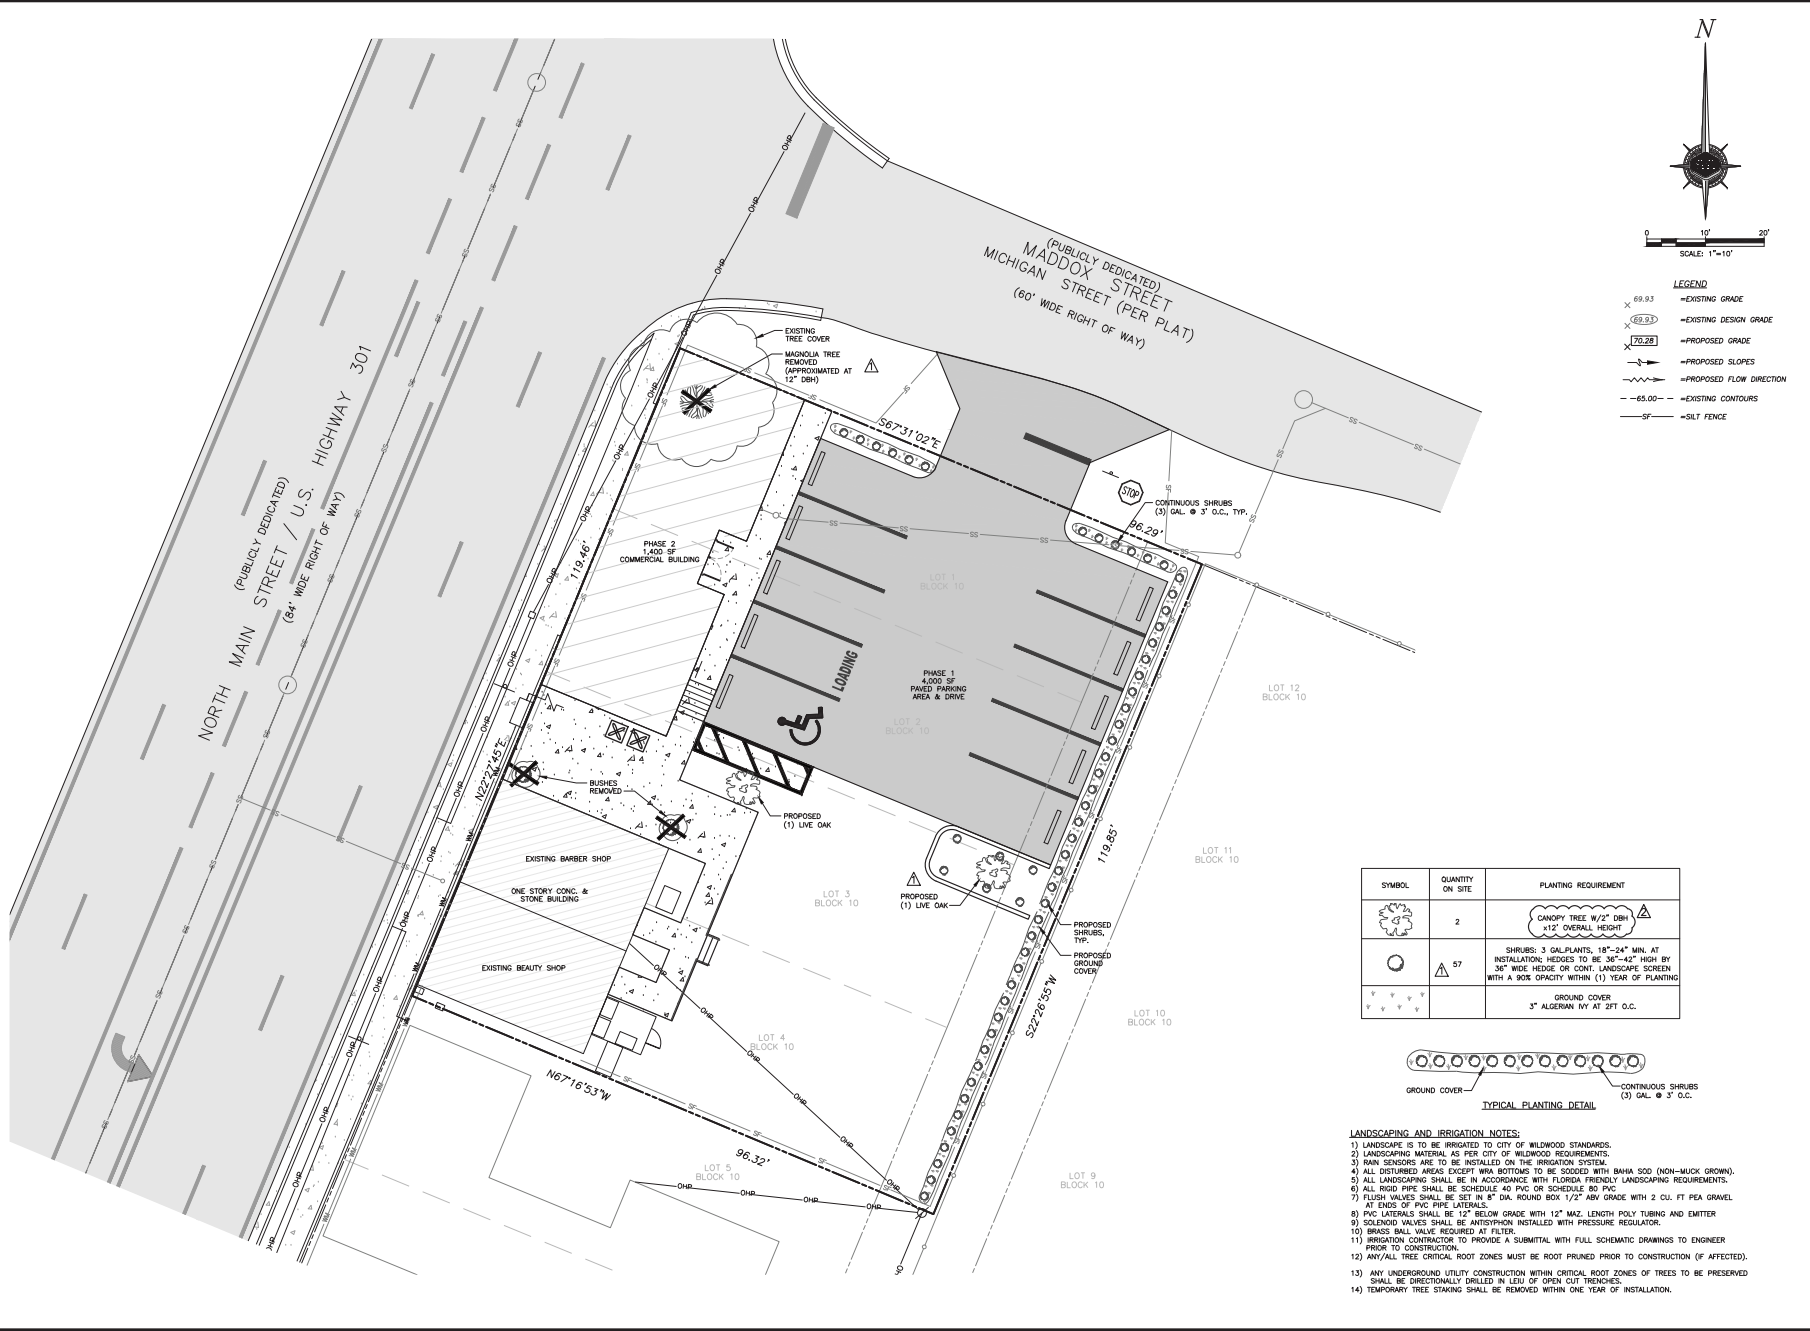 N
0 10' 20'
SCALE: 1"=10'
LEGEND
69.93 =EXISTING GRADE
69.93 =EXISTING DESIGN GRADE
70.28 =PROPOSED GRADE
=PROPOSED SLOPES
=PROPOSED FLOW DIRECTION
65.00 =EXISTING CONTOURS
SF =SILT FENCE
(PUBLICLY DEDICATED)
MADDOX STREET
MICHIGAN STREET (PER PLAT)
(60' WIDE RIGHT OF WAY)
(PUBLICLY DEDICATED)
NORTH MAIN STREET / U.S. HIGHWAY 301
(84' WIDE RIGHT OF WAY)
EXISTING
TREE COVER
MAGNOLIA TREE
REMOVED
(APPROXIMATED AT
12" DBH)
1
S67°31'02"E
96.29'
STOP
CONTINUOUS SHRUBS
(3) GAL. @ 3' O.C., TYP.
119.46'
N22°27'45"E
PHASE 2
1,400 SF
COMMERCIAL BUILDING
LOT 1
BLOCK 10
PHASE 1
4,000 SF
PAVED PARKING
AREA & DRIVE
LOADING
LOT 2
BLOCK 10
LOT 12
BLOCK 10
BUSHES
REMOVED
PROPOSED
(1) LIVE OAK
LOT 11
BLOCK 10
119.85'
S22°26'55"W
EXISTING BARBER SHOP
ONE STORY CONC. &
STONE BUILDING
EXISTING BEAUTY SHOP
LOT 3
BLOCK 10
1
PROPOSED
(1) LIVE OAK
PROPOSED
SHRUBS,
TYP.
PROPOSED
GROUND
COVER
LOT 10
BLOCK 10
LOT 4
BLOCK 10
N67°16'53"W
96.32'
LOT 5
BLOCK 10
LOT 9
BLOCK 10
SYMBOL QUANTITY ON SITE PLANTING REQUIREMENT
2 CANOPY TREE W/2" DBH
x12' OVERALL HEIGHT
2
1 57 SHRUBS: 3 GAL.PLANTS, 18"-24" MIN. AT
INSTALLATION; HEDGES TO BE 36"-42" HIGH BY
36" WIDE HEDGE OR CONT. LANDSCAPE SCREEN
WITH A 90% OPACITY WITHIN (1) YEAR OF PLANTING
GROUND COVER
3" ALGERIAN IVY AT 2FT O.C.
GROUND COVER
CONTINUOUS SHRUBS
(3) GAL. @ 3' O.C.
TYPICAL PLANTING DETAIL
LANDSCAPING AND IRRIGATION NOTES:
1) LANDSCAPE IS TO BE IRRIGATED TO CITY OF WILDWOOD STANDARDS.
2) LANDSCAPING MATERIAL AS PER CITY OF WILDWOOD REQUIREMENTS.
3) RAIN SENSORS ARE TO BE INSTALLED ON THE IRRIGATION SYSTEM.
4) ALL DISTURBED AREAS EXCEPT WRA BOTTOMS TO BE SODDED WITH BAHIA SOD (NON-MUCK GROWN).
5) ALL LANDSCAPING SHALL BE IN ACCORDANCE WITH FLORIDA FRIENDLY LANDSCAPING REQUIREMENTS.
6) ALL RIGID PIPE SHALL BE SCHEDULE 40 PVC OR SCHEDULE 80 PVC
7) FLUSH VALVES SHALL BE SET IN 8" DIA. ROUND BOX 1/2" ABV GRADE WITH 2 CU. FT PEA GRAVEL
AT ENDS OF PVC PIPE LATERALS.
8) PVC LATERALS SHALL BE 12" BELOW GRADE WITH 12" MAZ. LENGTH POLY TUBING AND EMITTER
9) SOLENOID VALVES SHALL BE ANTISYPHON INSTALLED WITH PRESSURE REGULATOR.
10) BRASS BALL VALVE REQUIRED AT FILTER.
11) IRRIGATION CONTRACTOR TO PROVIDE A SUBMITTAL WITH FULL SCHEMATIC DRAWINGS TO ENGINEER
PRIOR TO CONSTRUCTION.
12) ANY/ALL TREE CRITICAL ROOT ZONES MUST BE ROOT PRUNED PRIOR TO CONSTRUCTION (IF AFFECTED).
13) ANY UNDERGROUND UTILITY CONSTRUCTION WITHIN CRITICAL ROOT ZONES OF TREES TO BE PRESERVED
SHALL BE DIRECTIONALLY DRILLED IN LEIU OF OPEN CUT TRENCHES.
14) TEMPORARY TREE STAKING SHALL BE REMOVED WITHIN ONE YEAR OF INSTALLATION.